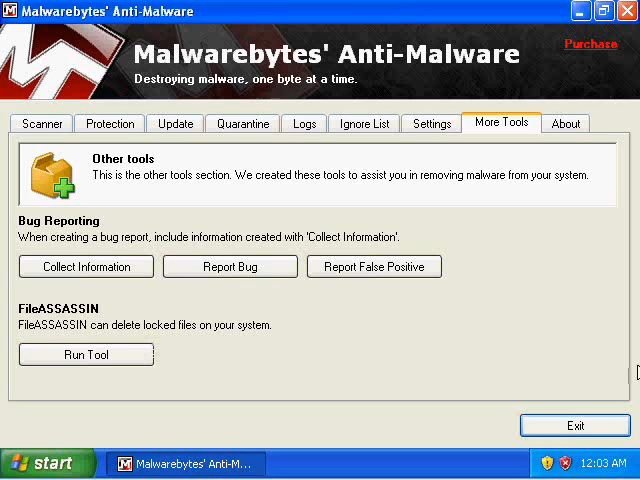 Malwarebytes' Anti-Malware
Malwarebytes' Anti-Malware
Purchase
Destroying malware, one byte at a time.
Scanner Protection Update Quarantine Logs Ignore List Settings More Tools About
Other tools
This is the other tools section. We created these tools to assist you in removing malware from your system.
Bug Reporting
When creating a bug report, include information created with 'Collect Information'.
Collect Information Report Bug Report False Positive
FileASSASSIN
FileASSASSIN can delete locked files on your system.
Run Tool
Exit
start Malwarebytes' Anti-M... 12:03 AM